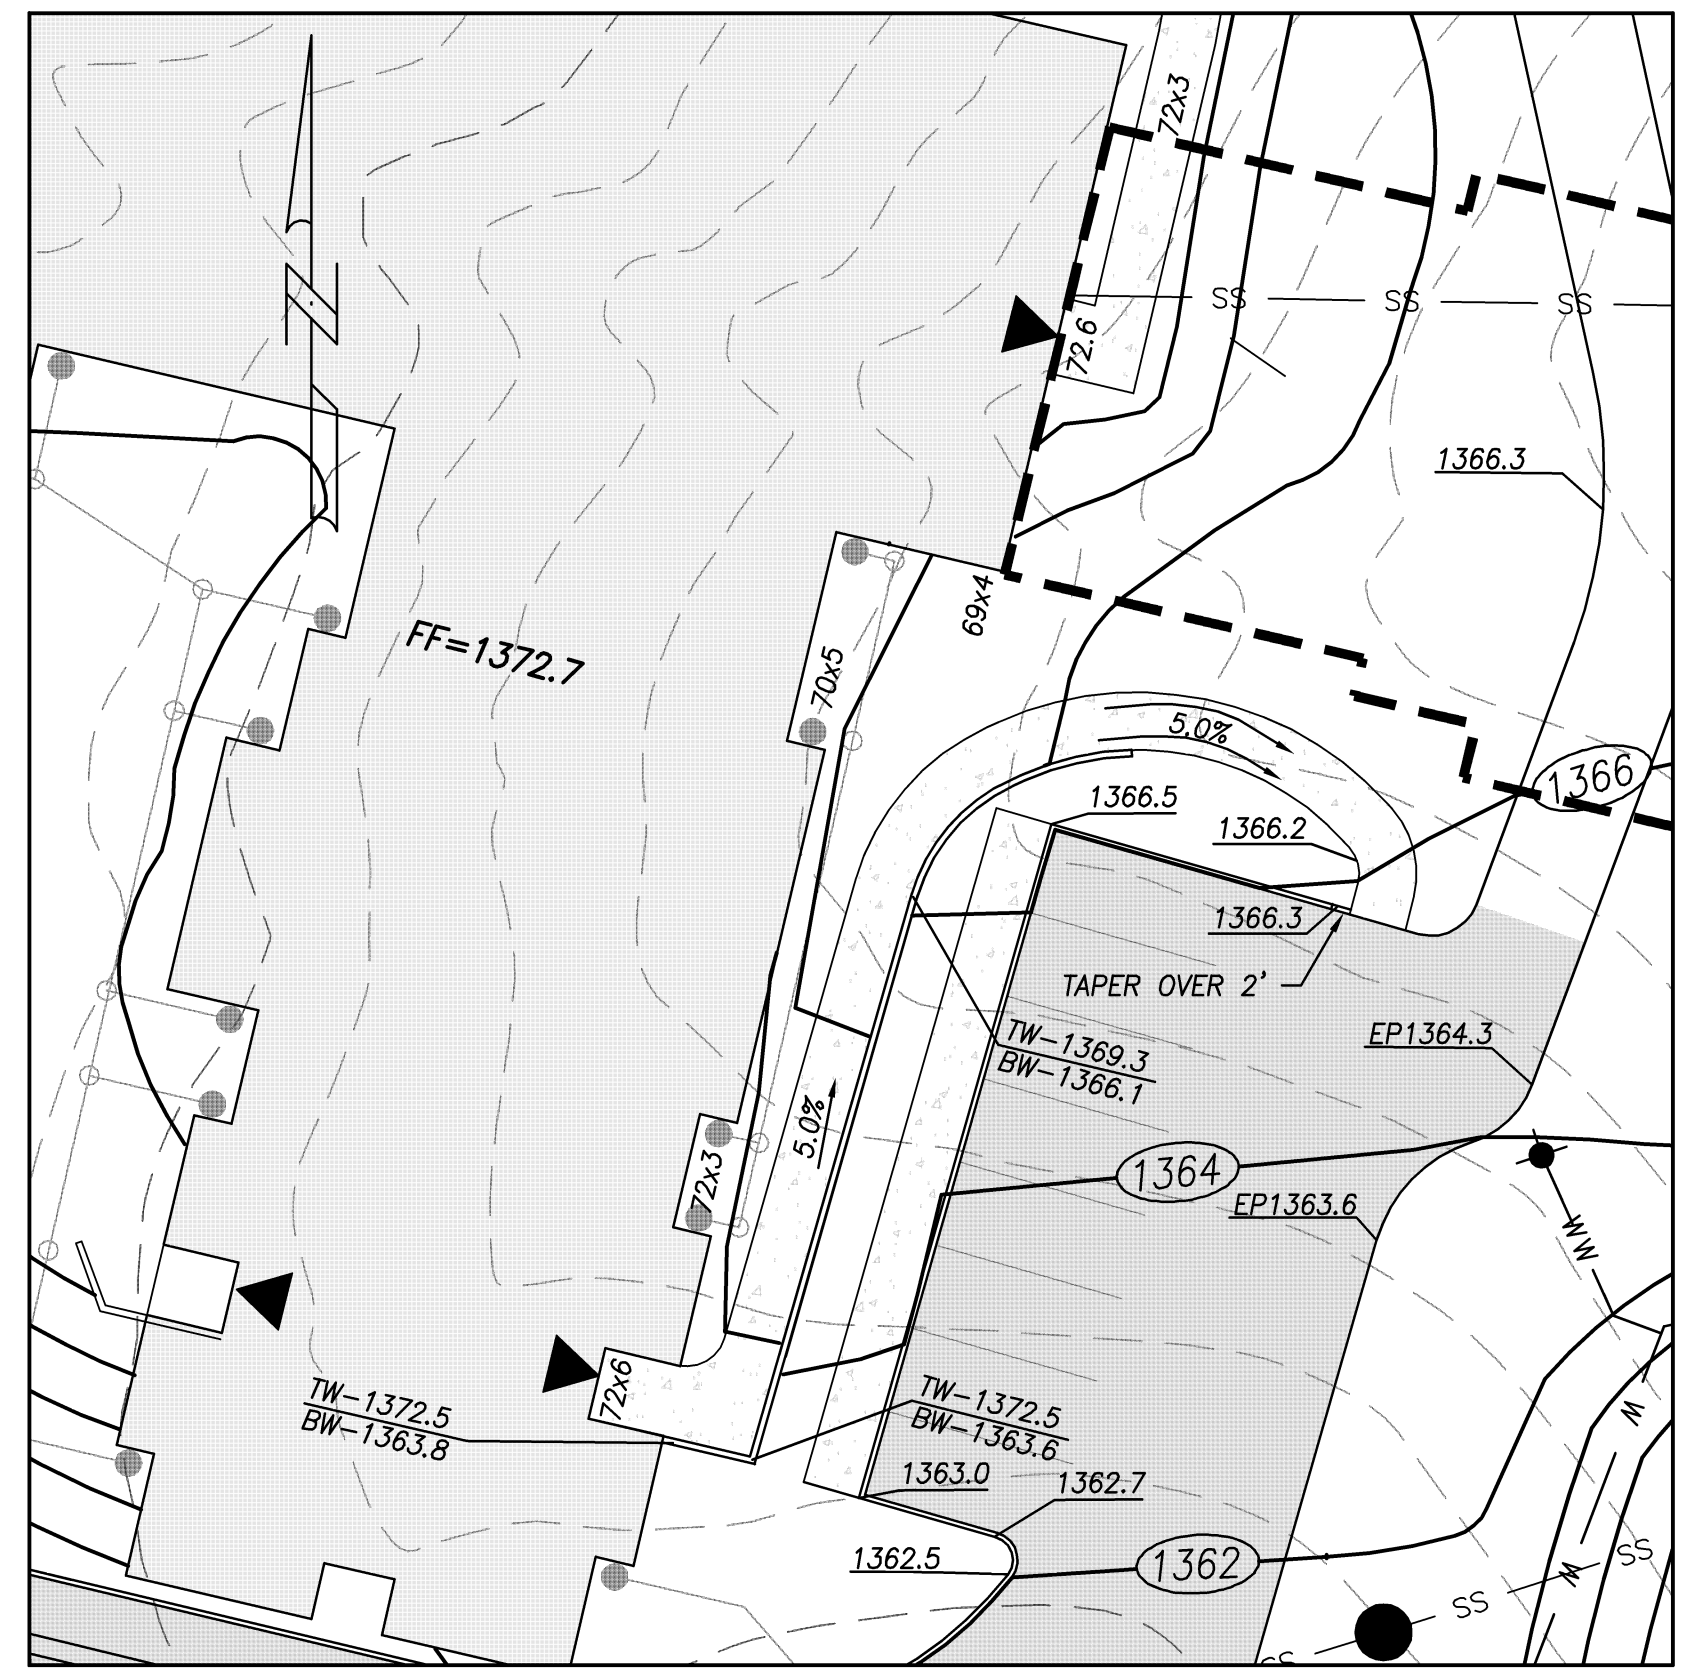 72x3
N
SS SS SS
72.6
1366.3
69x4
FF=1372.7
70x5
5.0%
1366
1366.5
1366.2
1366.3
TAPER OVER 2'
EP1364.3
TW-1369.3
BW-1366.1
5.0%
1364
72x3
EP1363.6
WW
72x6
TW-1372.5
BW-1363.8
TW-1372.5
BW-1363.6
W
1363.0
1362.7
1362.5
1362
SS
W
SS
SS